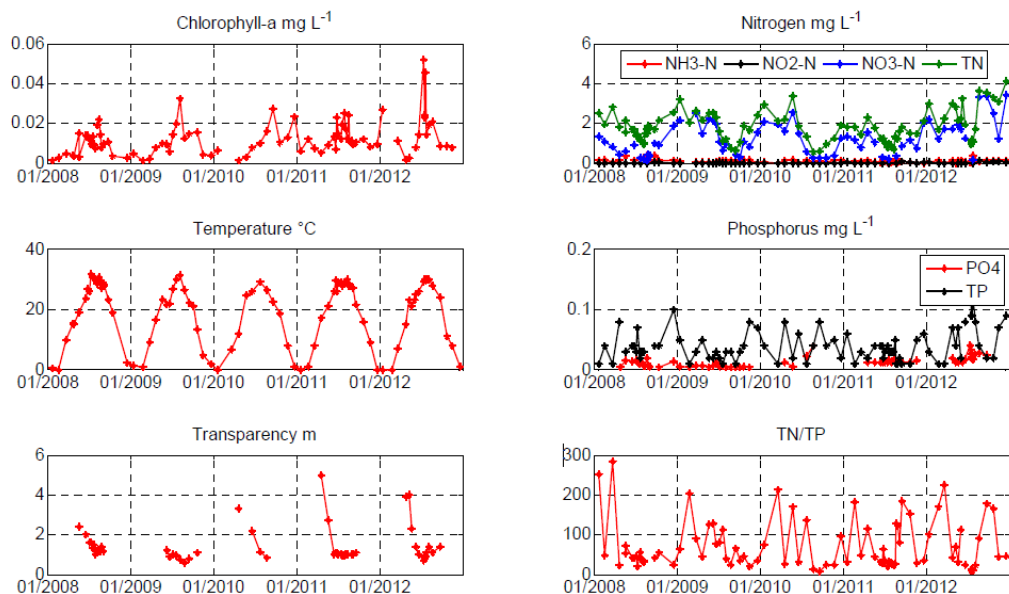 Chlorophyll-a mg L⁻¹
0.06
0.04
0.02
0
01/2008 01/2009 01/2010 01/2011 01/2012
Nitrogen mg L⁻¹
NH3-N NO2-N NO3-N TN
6
4
2
0
01/2008 01/2009 01/2010 01/2011 01/2012
Temperature °C
40
20
0
01/2008 01/2009 01/2010 01/2011 01/2012
Phosphorus mg L⁻¹
PO4
TP
0.2
0.1
0
01/2008 01/2009 01/2010 01/2011 01/2012
Transparency m
6
4
2
0
01/2008 01/2009 01/2010 01/2011 01/2012
TN/TP
300
200
100
0
01/2008 01/2009 01/2010 01/2011 01/2012